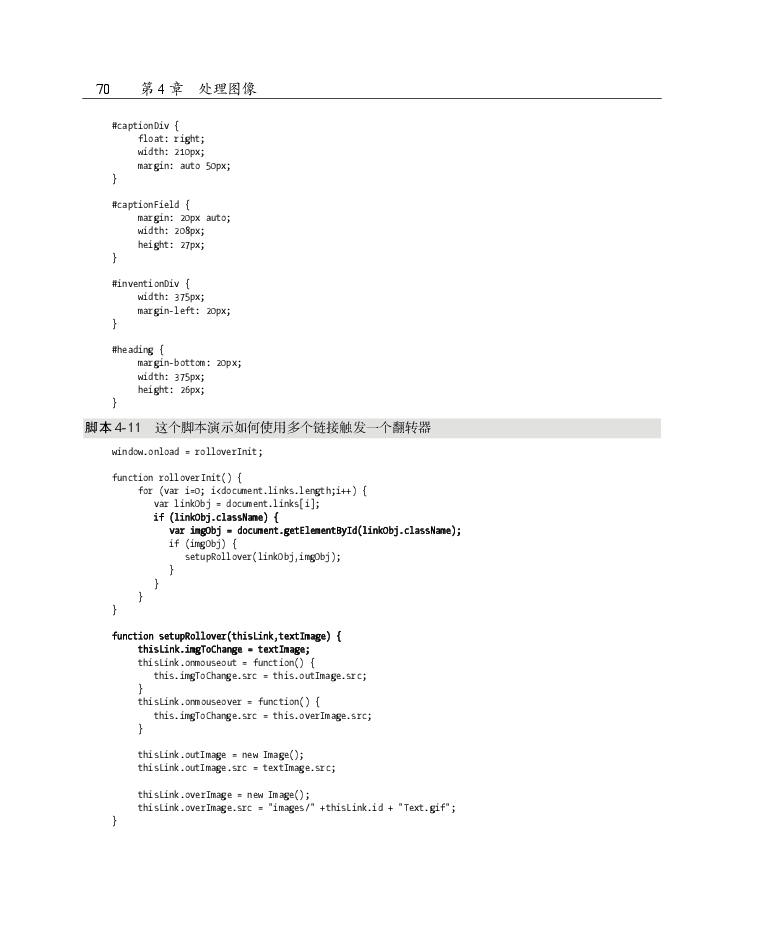 70 第 4 章 处理图像
#captionDiv {
float: right;
width: 210px;
margin: auto 50px;
}
#captionField {
margin: 20px auto;
width: 208px;
height: 27px;
}
#inventionDiv {
width: 375px;
margin-left: 20px;
}
#heading {
margin-bottom: 20px;
width: 375px;
height: 26px;
}
脚本 4-11 这个脚本演示如何使用多个链接触发一个翻转器
window.onload = rolloverInit;
function rolloverInit() {
for (var i=0; i<document.links.length;i++) {
var linkObj = document.links[i];
if (linkObj.className) {
var imgObj = document.getElementById(linkObj.className);
if (imgObj) {
setupRollover(linkObj,imgObj);
}
}
}
}
function setupRollover(thisLink,textImage) {
thisLink.imgToChange = textImage;
thisLink.onmouseout = function() {
this.imgToChange.src = this.outImage.src;
}
thisLink.onmouseover = function() {
this.imgToChange.src = this.overImage.src;
}
thisLink.outImage = new Image();
thisLink.outImage.src = textImage.src;
thisLink.overImage = new Image();
thisLink.overImage.src = "images/" +thisLink.id + "Text.gif";
}